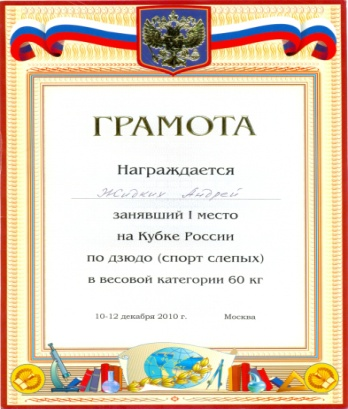 ГРАМОТА
Награждается
Жидких Андрей
занявший I место
на Кубке России
по дзюдо (спорт слепых)
в весовой категории 60 кг
10-12 декабря 2010 г. Москва